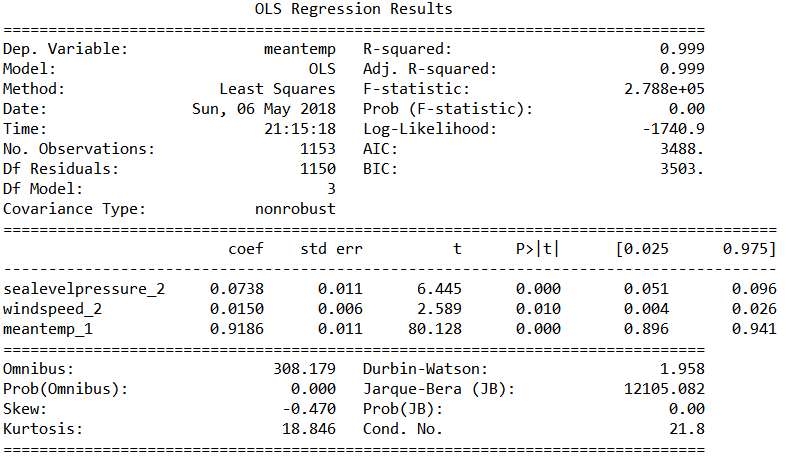 OLS Regression Results
==============================================================================
Dep. Variable:               meantemp   R-squared:                       0.999
Model:                            OLS   Adj. R-squared:                  0.999
Method:                 Least Squares   F-statistic:                 2.788e+05
Date:                Sun, 06 May 2018   Prob (F-statistic):               0.00
Time:                        21:15:18   Log-Likelihood:                -1740.9
No. Observations:                1153   AIC:                             3488.
Df Residuals:                    1150   BIC:                             3503.
Df Model:                           3
Covariance Type:            nonrobust
======================================================================================
                         coef    std err          t      P>|t|      [0.025      0.975]
--------------------------------------------------------------------------------------
sealevelpressure_2     0.0738      0.011      6.445      0.000       0.051       0.096
windspeed_2            0.0150      0.006      2.589      0.010       0.004       0.026
meantemp_1             0.9186      0.011     80.128      0.000       0.896       0.941
==============================================================================
Omnibus:                      308.179   Durbin-Watson:                   1.958
Prob(Omnibus):                  0.000   Jarque-Bera (JB):            12105.082
Skew:                          -0.470   Prob(JB):                         0.00
Kurtosis:                      18.846   Cond. No.                         21.8
==============================================================================